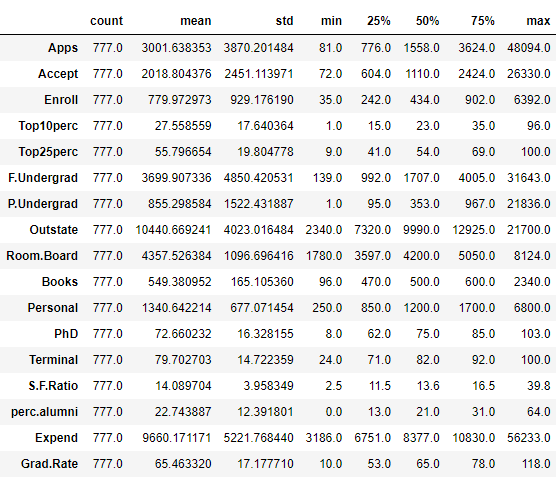 count mean std min 25% 50% 75% max
Apps 777.0 3001.638353 3870.201484 81.0 776.0 1558.0 3624.0 48094.0
Accept 777.0 2018.804376 2451.113971 72.0 604.0 1110.0 2424.0 26330.0
Enroll 777.0 779.972973 929.176190 35.0 242.0 434.0 902.0 6392.0
Top10perc 777.0 27.558559 17.640364 1.0 15.0 23.0 35.0 96.0
Top25perc 777.0 55.796654 19.804778 9.0 41.0 54.0 69.0 100.0
F.Undergrad 777.0 3699.907336 4850.420531 139.0 992.0 1707.0 4005.0 31643.0
P.Undergrad 777.0 855.298584 1522.431887 1.0 95.0 353.0 967.0 21836.0
Outstate 777.0 10440.669241 4023.016484 2340.0 7320.0 9990.0 12925.0 21700.0
Room.Board 777.0 4357.526384 1096.696416 1780.0 3597.0 4200.0 5050.0 8124.0
Books 777.0 549.380952 165.105360 96.0 470.0 500.0 600.0 2340.0
Personal 777.0 1340.642214 677.071454 250.0 850.0 1200.0 1700.0 6800.0
PhD 777.0 72.660232 16.328155 8.0 62.0 75.0 85.0 103.0
Terminal 777.0 79.702703 14.722359 24.0 71.0 82.0 92.0 100.0
S.F.Ratio 777.0 14.089704 3.958349 2.5 11.5 13.6 16.5 39.8
perc.alumni 777.0 22.743887 12.391801 0.0 13.0 21.0 31.0 64.0
Expend 777.0 9660.171171 5221.768440 3186.0 6751.0 8377.0 10830.0 56233.0
Grad.Rate 777.0 65.463320 17.177710 10.0 53.0 65.0 78.0 118.0